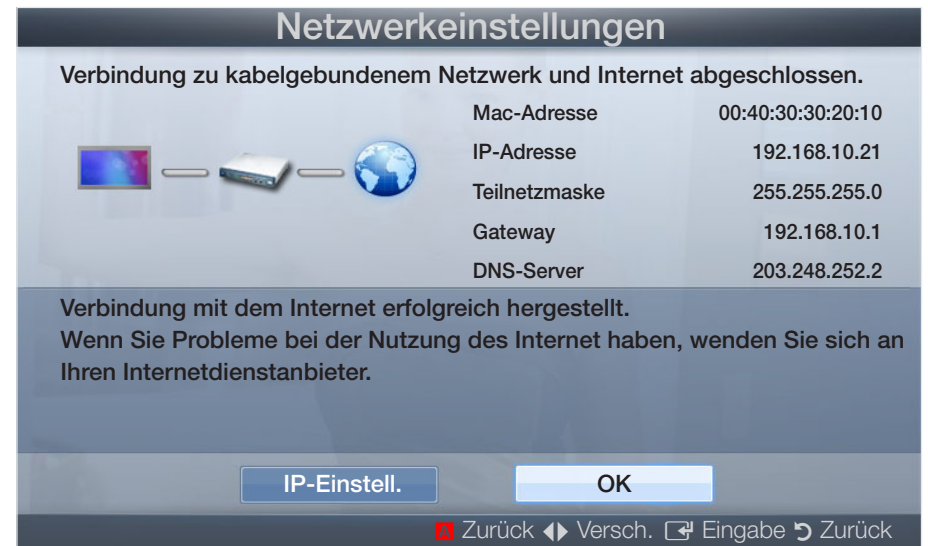 Netzwerkeinstellungen
Verbindung zu kabelgebundenem Netzwerk und Internet abgeschlossen.
Mac-Adresse 00:40:30:30:20:10
IP-Adresse 192.168.10.21
Teilnetzmaske 255.255.255.0
Gateway 192.168.10.1
DNS-Server 203.248.252.2
Verbindung mit dem Internet erfolgreich hergestellt.
Wenn Sie Probleme bei der Nutzung des Internet haben, wenden Sie sich an
Ihren Internetdienstanbieter.
IP-Einstell. OK
A Zurück Versch. Eingabe Zurück